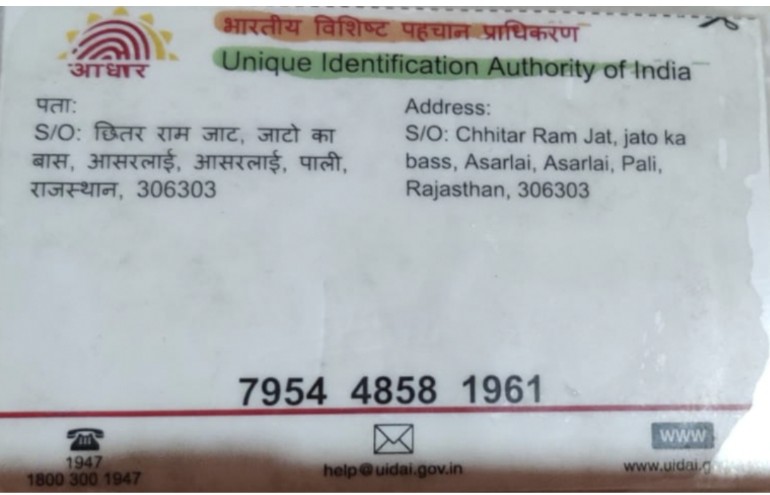 भारतीय विशिष्ट पहचान प्राधिकरण
Unique Identification Authority of India
आधार
पता:
S/O: छितर राम जाट, जाटो का
बास, आसरलाई, आसरलाई, पाली,
राजस्थान, 306303
Address:
S/O: Chhitar Ram Jat, jato ka
bass, Asarlai, Asarlai, Pali,
Rajasthan, 306303
7954 4858 1961
1947
1800 300 1947
help@uidai.gov.in
www
www.uidai.g